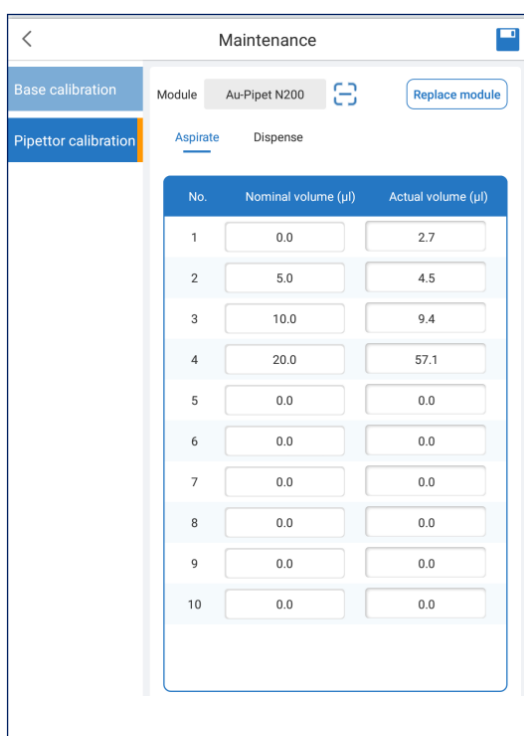 Maintenance
Base calibration
Pipettor calibration
Module Au-Pipet N200 Replace module
Aspirate Dispense
No. Nominal volume (µl) Actual volume (µl)
1 0.0 2.7
2 5.0 4.5
3 10.0 9.4
4 20.0 57.1
5 0.0 0.0
6 0.0 0.0
7 0.0 0.0
8 0.0 0.0
9 0.0 0.0
10 0.0 0.0